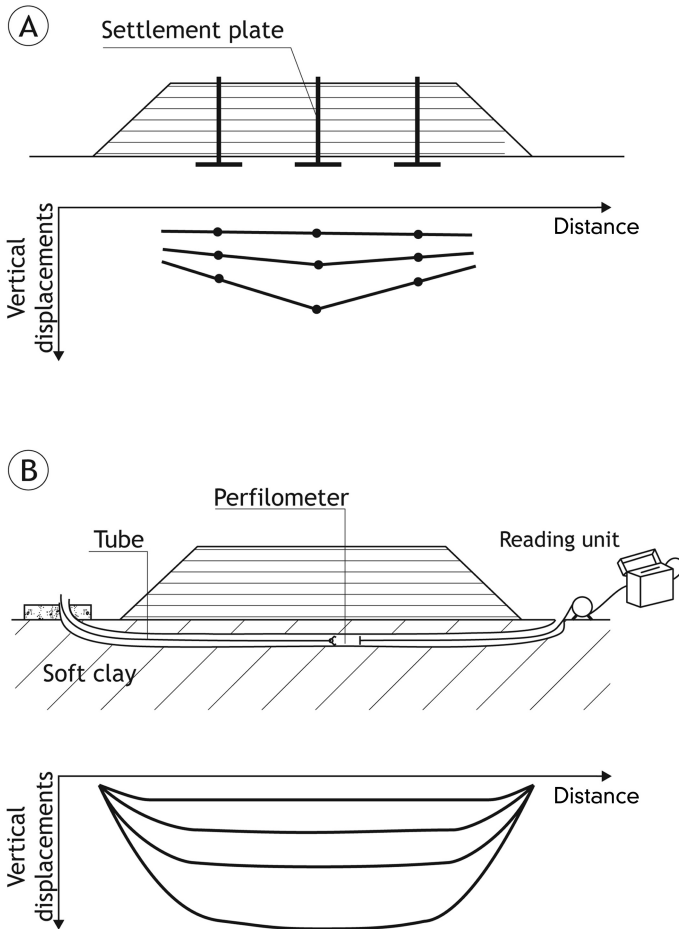 A
Settlement plate
Distance
Vertical
displacements
B
Perfilometer
Tube
Reading unit
Soft clay
Distance
Vertical
displacements